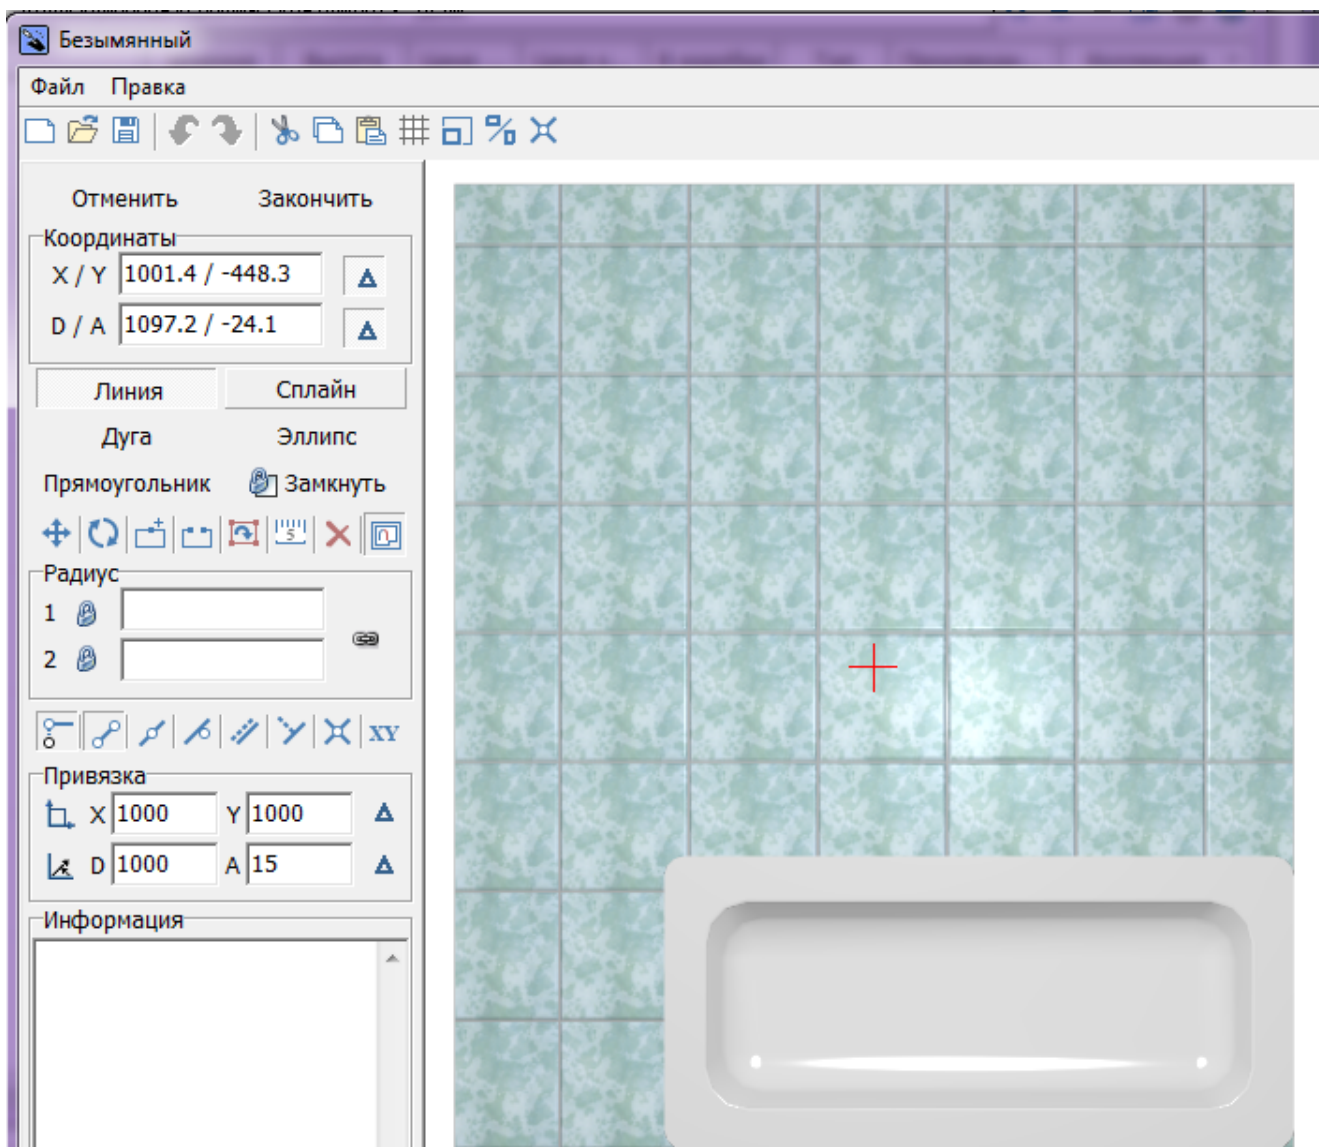 Безымянный
Файл Правка
Отменить Закончить
Координаты
X / Y 1001.4 / -448.3
D / A 1097.2 / -24.1
Линия Сплайн
Дуга Эллипс
Прямоугольник Замкнуть
5
Радиус
1
2
XY
Привязка
X 1000 Y 1000
D 1000 A 15
Информация